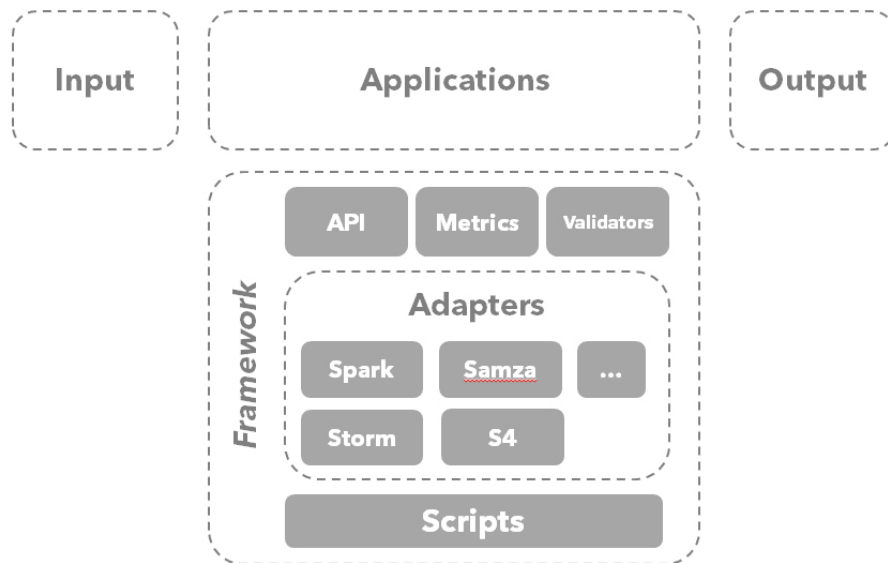 Input
Applications
Output
API
Metrics
Validators
Framework
Adapters
Spark
Samza
...
Storm
S4
Scripts